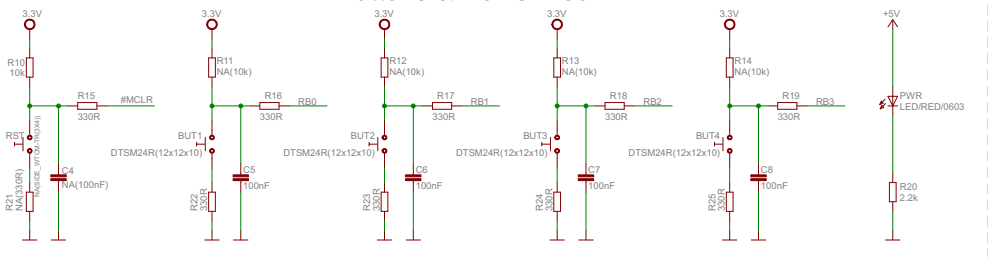 3.3V
3.3V
3.3V
3.3V
3.3V
+5V
R10
10k
R11
NA(10k)
R12
NA(10k)
R13
NA(10k)
R14
NA(10k)
R15
#MCLR
330R
R16
RB0
330R
R17
RB1
330R
R18
RB2
330R
R19
RB3
330R
PWR
LED/RED/0603
RST
NA(SIDE_WTCM-TR(3X4))
BUT1
DTSM24R(12x12x10)
BUT2
DTSM24R(12x12x10)
BUT3
DTSM24R(12x12x10)
BUT4
DTSM24R(12x12x10)
C4
NA(100nF)
C5
100nF
C6
100nF
C7
100nF
C8
100nF
R21
NA(330R)
R22
330R
R23
330R
R24
330R
R25
330R
R20
2.2k